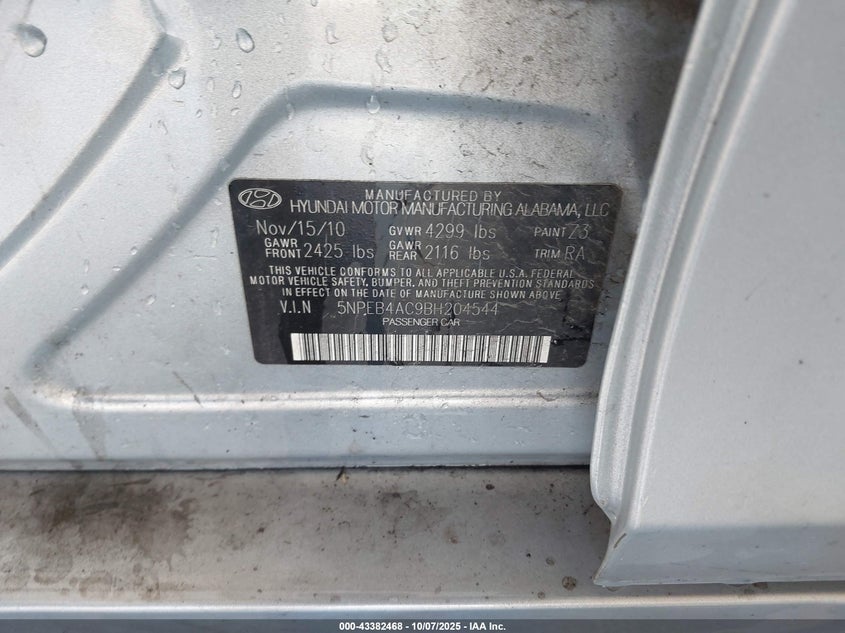 MANUFACTURED BY
HYUNDAI MOTOR MANUFACTURING ALABAMA, LLC
Nov/15/10 GVWR 4299 lbs PAINT Z3
GAWR FRONT 2425 lbs GAWR REAR 2116 lbs TRIM RA
THIS VEHICLE CONFORMS TO ALL APPLICABLE U.S.A. FEDERAL
MOTOR VEHICLE SAFETY, BUMPER, AND THEFT PREVENTION STANDARDS
IN EFFECT ON THE DATE OF MANUFACTURE SHOWN ABOVE.
V.I.N 5NPEB4AC9BH204544
PASSENGER CAR
000-43382468 - 10/07/2025 - IAA Inc.